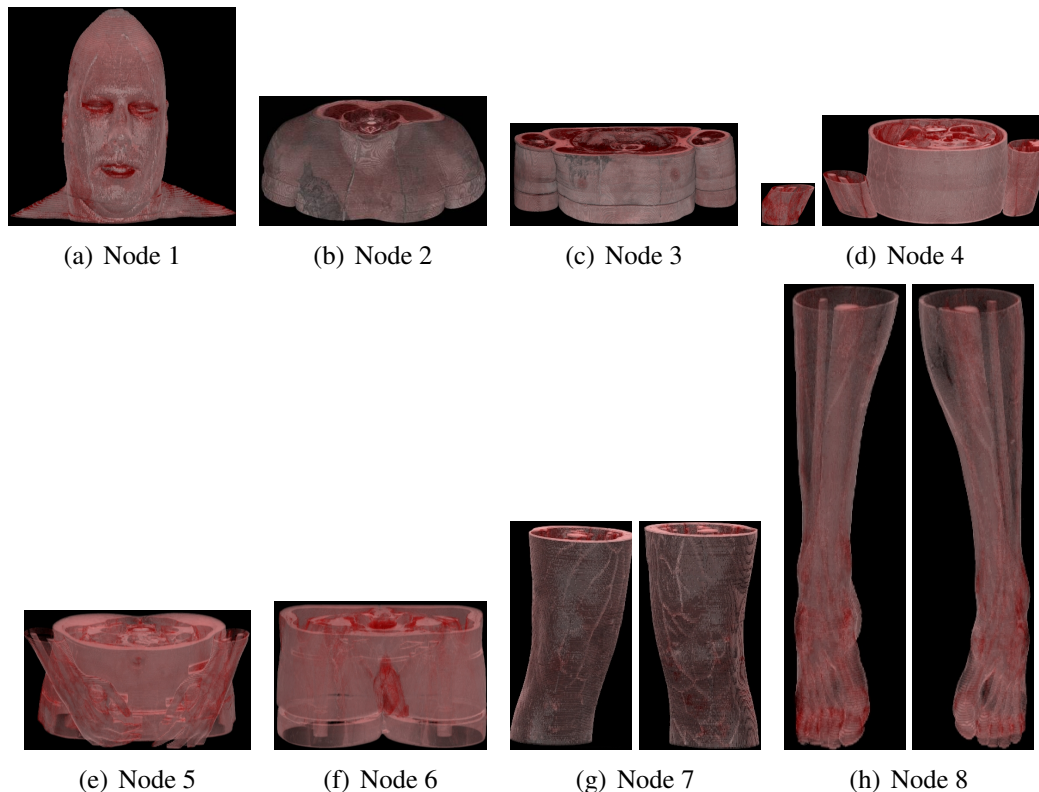 (a) Node 1
(b) Node 2
(c) Node 3
(d) Node 4
(e) Node 5
(f) Node 6
(g) Node 7
(h) Node 8